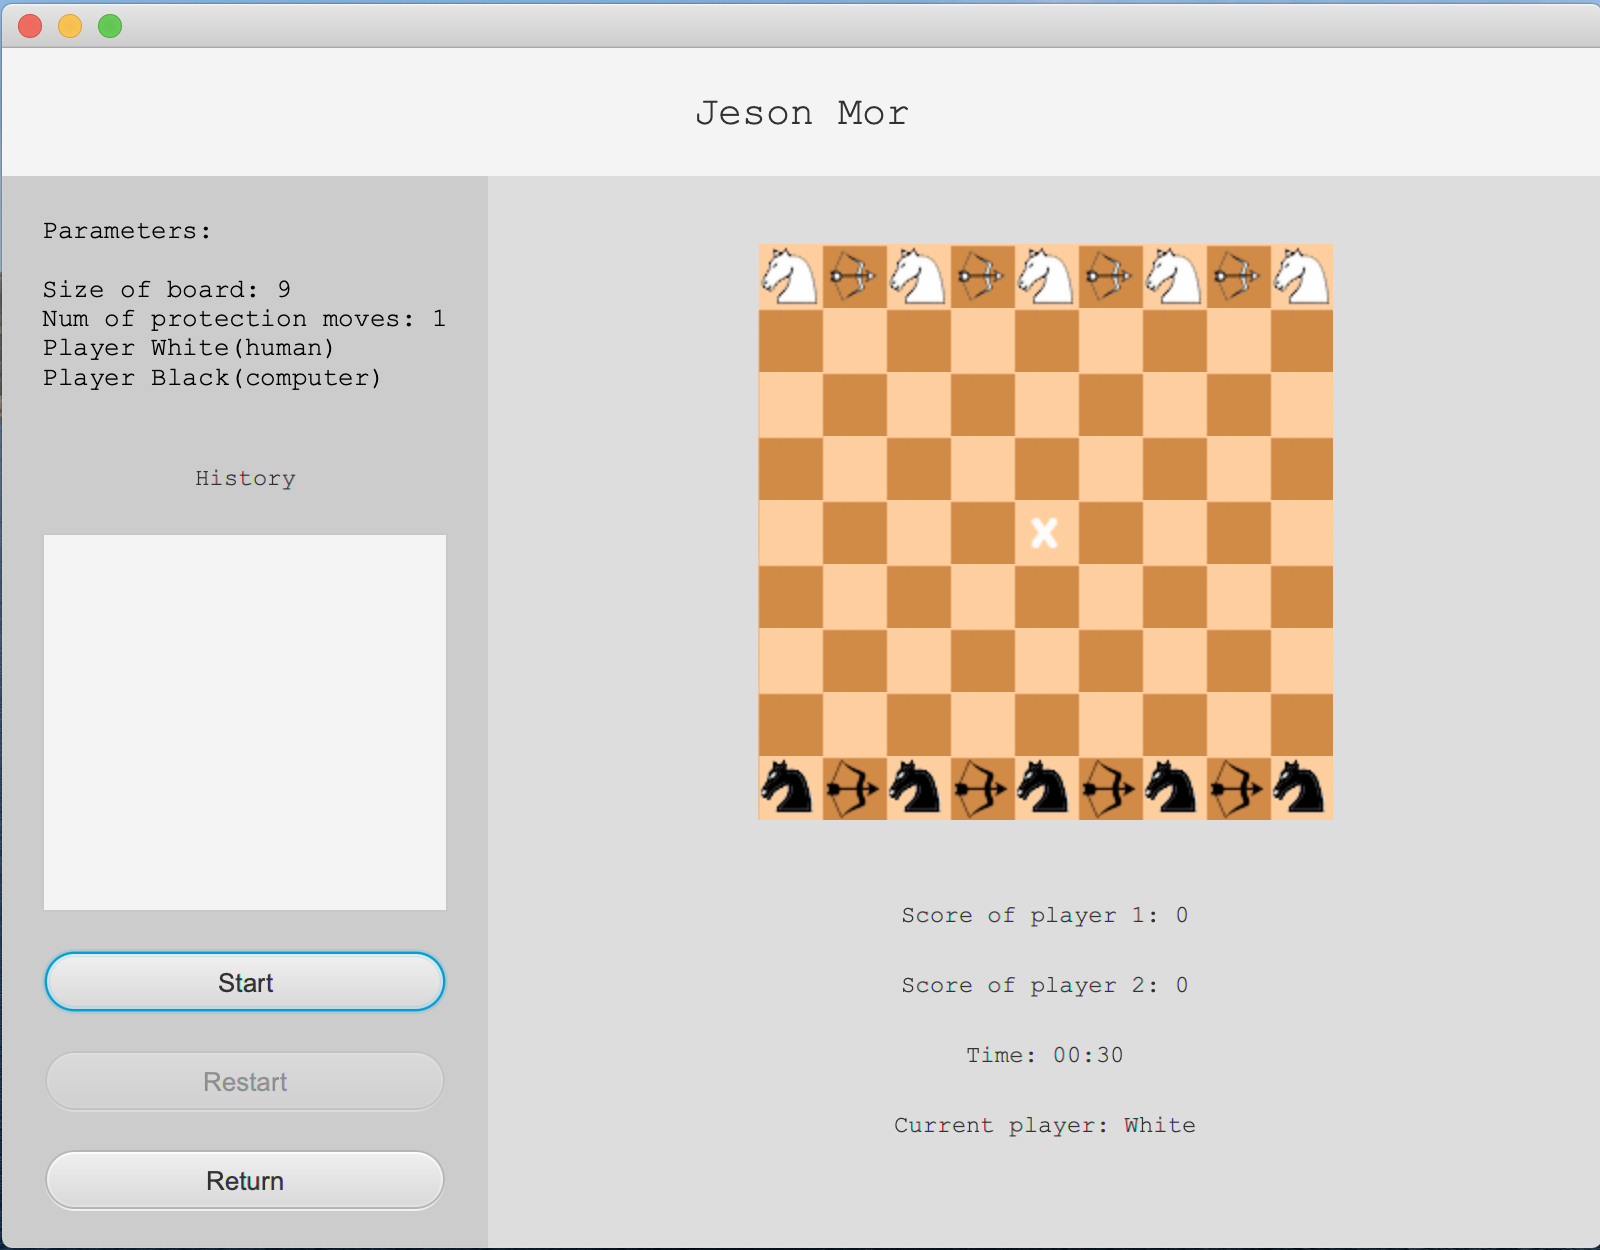 Jeson Mor
Parameters:
Size of board: 9
Num of protection moves: 1
Player White(human)
Player Black(computer)
History
Start
Restart
Return
X
Score of player 1: 0
Score of player 2: 0
Time: 00:30
Current player: White